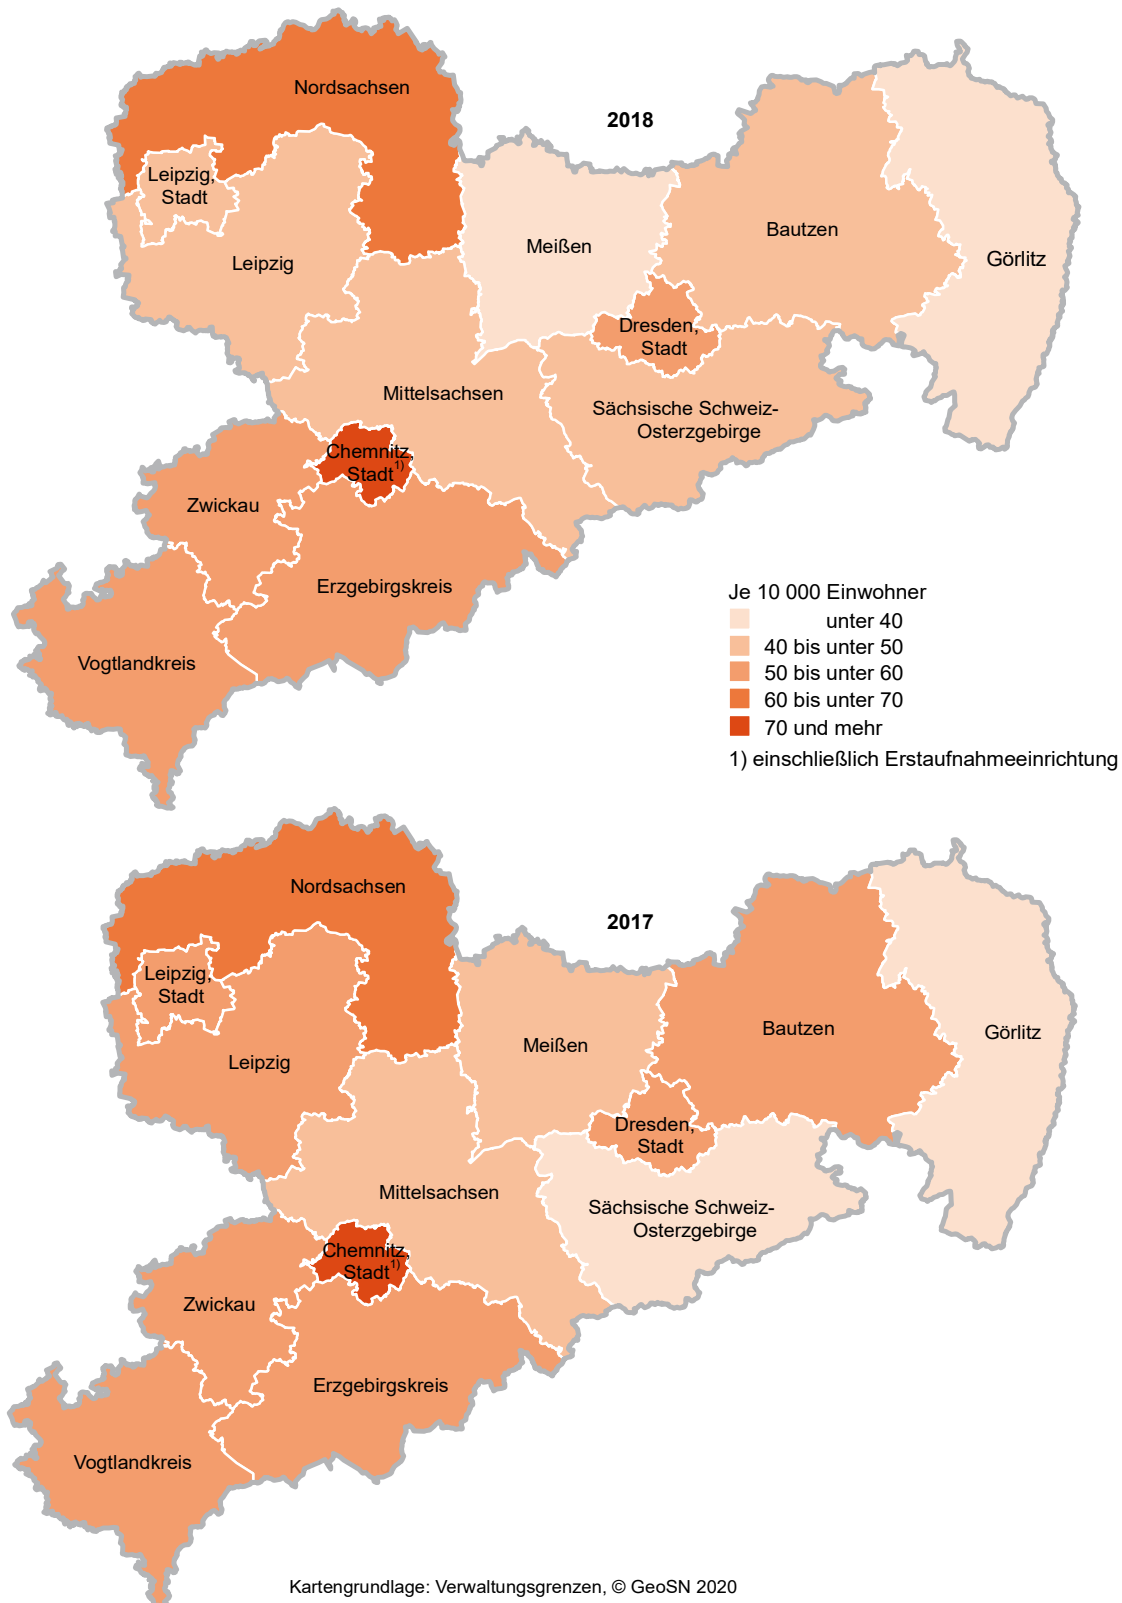 Nordsachsen
2018
Leipzig,
Stadt
Bautzen
Meißen
Görlitz
Leipzig
Dresden,
Stadt
Mittelsachsen
Sächsische Schweiz-
Osterzgebirge
Chemnitz,
Stadt1)
Zwickau
Erzgebirgskreis
Vogtlandkreis
Je 10 000 Einwohner
unter 40
40 bis unter 50
50 bis unter 60
60 bis unter 70
70 und mehr
1) einschließlich Erstaufnahmeeinrichtung
Nordsachsen
2017
Leipzig,
Stadt
Bautzen
Görlitz
Meißen
Leipzig
Dresden,
Stadt
Mittelsachsen
Sächsische Schweiz-
Osterzgebirge
Chemnitz,
Stadt1)
Zwickau
Erzgebirgskreis
Vogtlandkreis
Kartengrundlage: Verwaltungsgrenzen, © GeoSN 2020